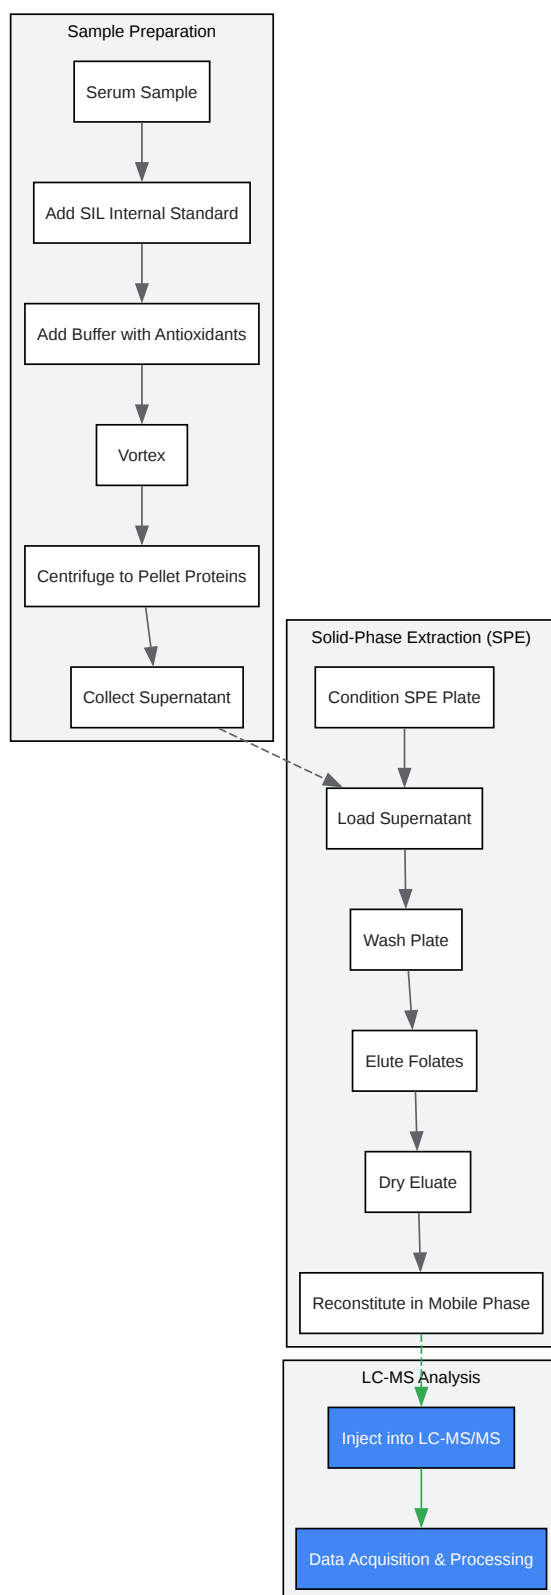 Sample Preparation
Serum Sample
Add SIL Internal Standard
Add Buffer with Antioxidants
Vortex
Centrifuge to Pellet Proteins
Collect Supernatant
Solid-Phase Extraction (SPE)
Condition SPE Plate
Load Supernatant
Wash Plate
Elute Folates
Dry Eluate
Reconstitute in Mobile Phase
LC-MS Analysis
Inject into LC-MS/MS
Data Acquisition & Processing